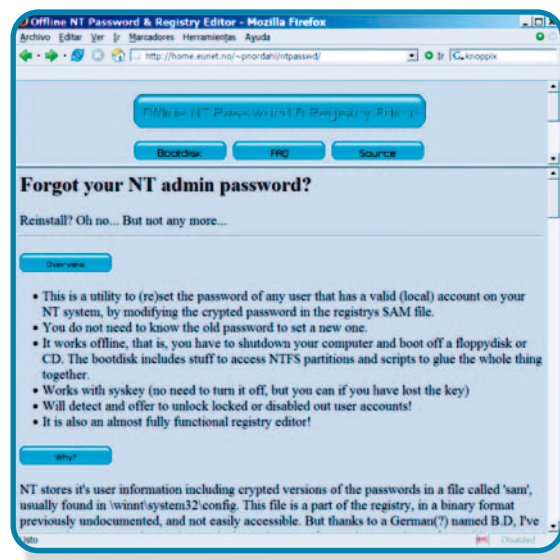 Offline NT Password & Registry Editor - Mozilla Firefox
Archivo Editar Ver Ir Marcadores Herramientas Ayuda
http://home.eunet.no/~pnordahl/ntpasswd/ Ir knoppix
Offline NT Password & Registry Editor
Bootdisk FAQ Source
Forgot your NT admin password?
Reinstall? Oh no... But not any more...
Overview
• This is a utility to (re)set the password of any user that has a valid (local) account on your
NT system, by modifying the crypted password in the registrys SAM file.
• You do not need to know the old password to set a new one.
• It works offline, that is, you have to shutdown your computer and boot off a floppydisk or
CD. The bootdisk includes stuff to access NTFS partitions and scripts to glue the whole thing
together.
• Works with syskey (no need to turn it off, but you can if you have lost the key)
• Will detect and offer to unlock locked or disabled out user accounts!
• It is also an almost fully functional registry editor!
Why?
NT stores it's user information including crypted versions of the passwords in a file called 'sam',
usually found in \winnt\system32\config. This file is a part of the registry, in a binary format
previously undocumented, and not easily accessible. But thanks to a German(?) named B.D, I've
Listo Disabled